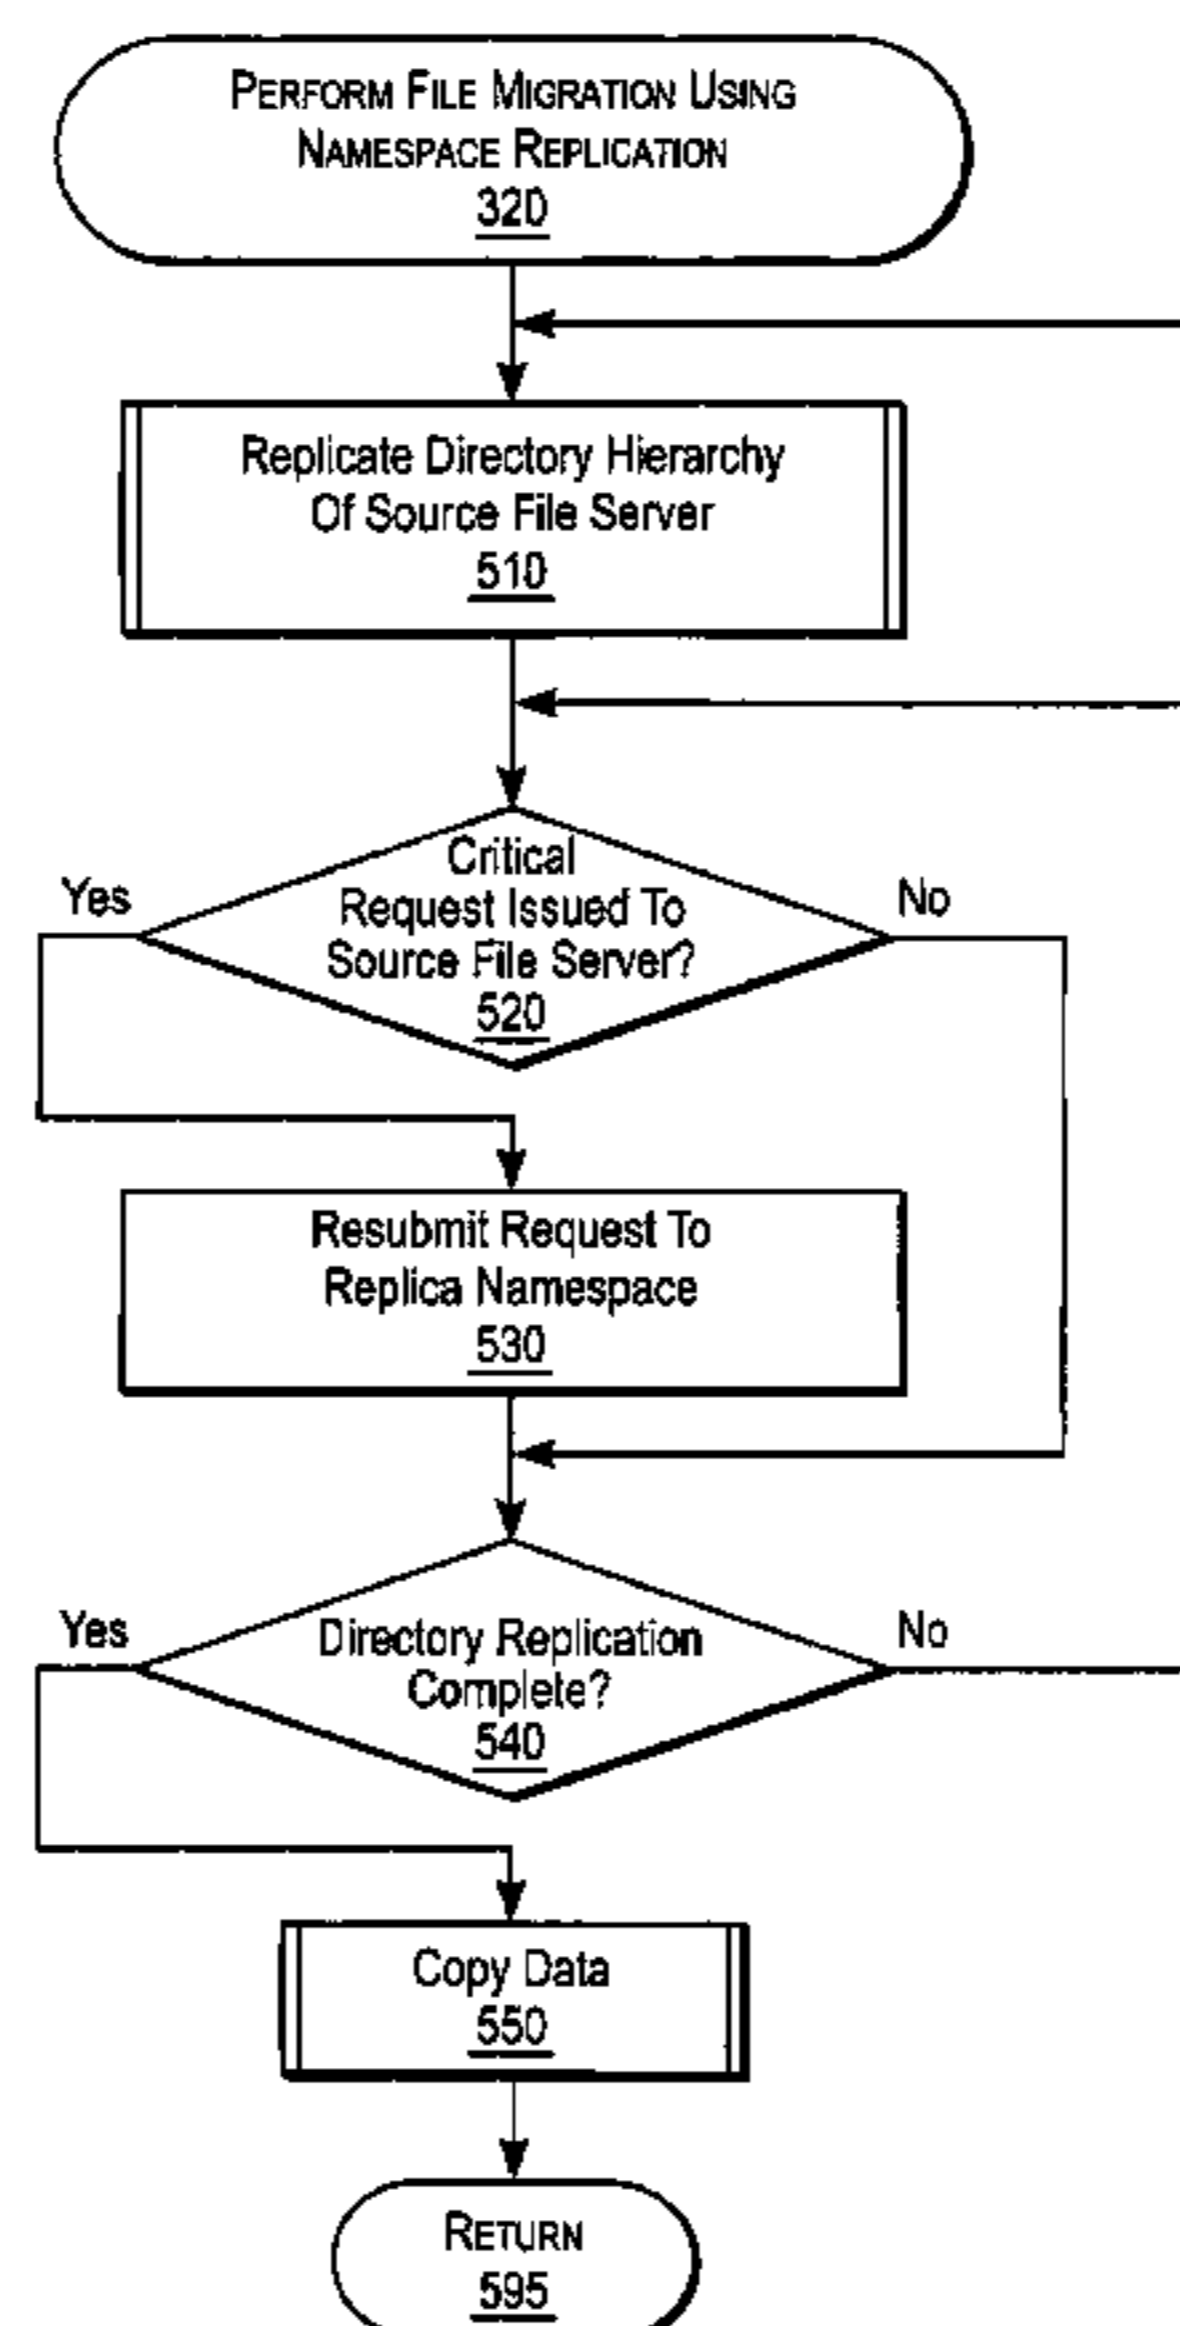 PERFORM FILE MIGRATION USING
NAMESPACE REPLICATION
320
Replicate Directory Hierarchy
Of Source File Server
510
Critical
Request Issued To
Source File Server?
520
Yes
No
Resubmit Request To
Replica Namespace
530
Directory Replication
Complete?
540
Yes
No
Copy Data
550
RETURN
595